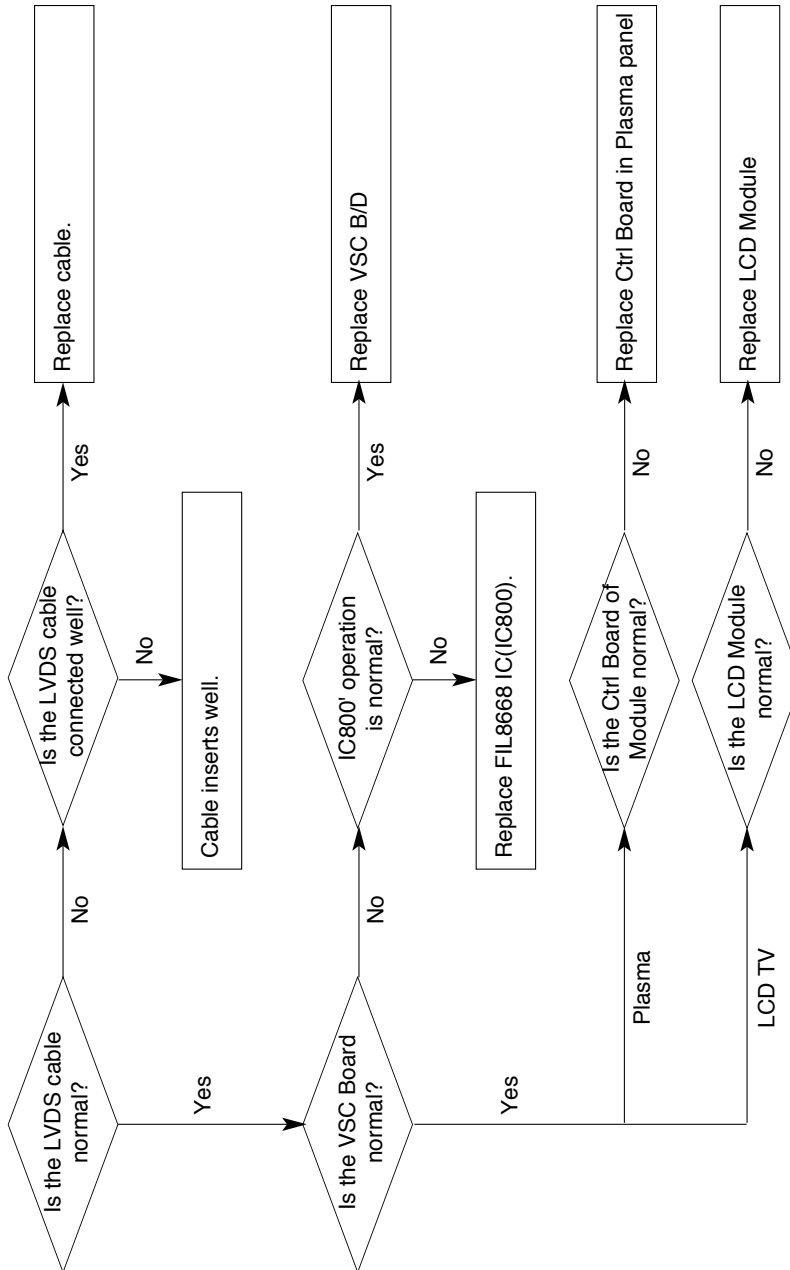 Is the LVDS cable
normal?
No
Is the LVDS cable
connected well?
Yes
Replace cable.
No
Cable inserts well.
Yes
Is the VSC Board
normal?
No
IC800' operation
is normal?
Yes
Replace VSC B/D
No
Replace FIL8668 IC(IC800).
Yes
Plasma
Is the Ctrl Board of
Module normal?
No
Replace Ctrl Board in Plasma panel
LCD TV
Is the LCD Module
normal?
No
Replace LCD Module